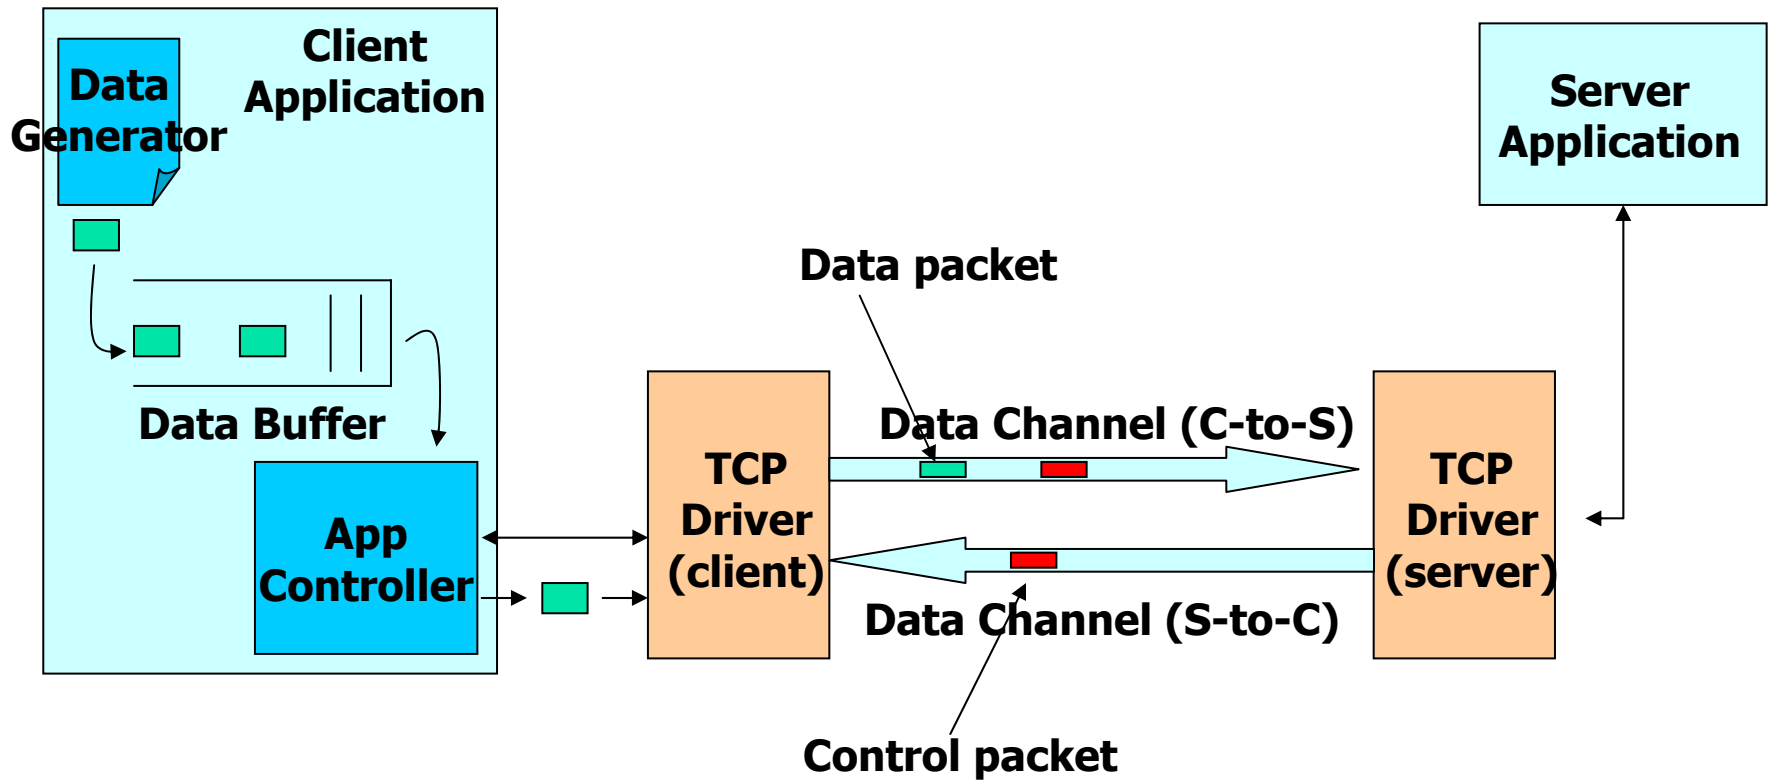 Client
Application
Data
Generator
Server
Application
Data packet
Data Buffer
Data Channel (C-to-S)
TCP
Driver
(client)
TCP
Driver
(server)
App
Controller
Data Channel (S-to-C)
Control packet